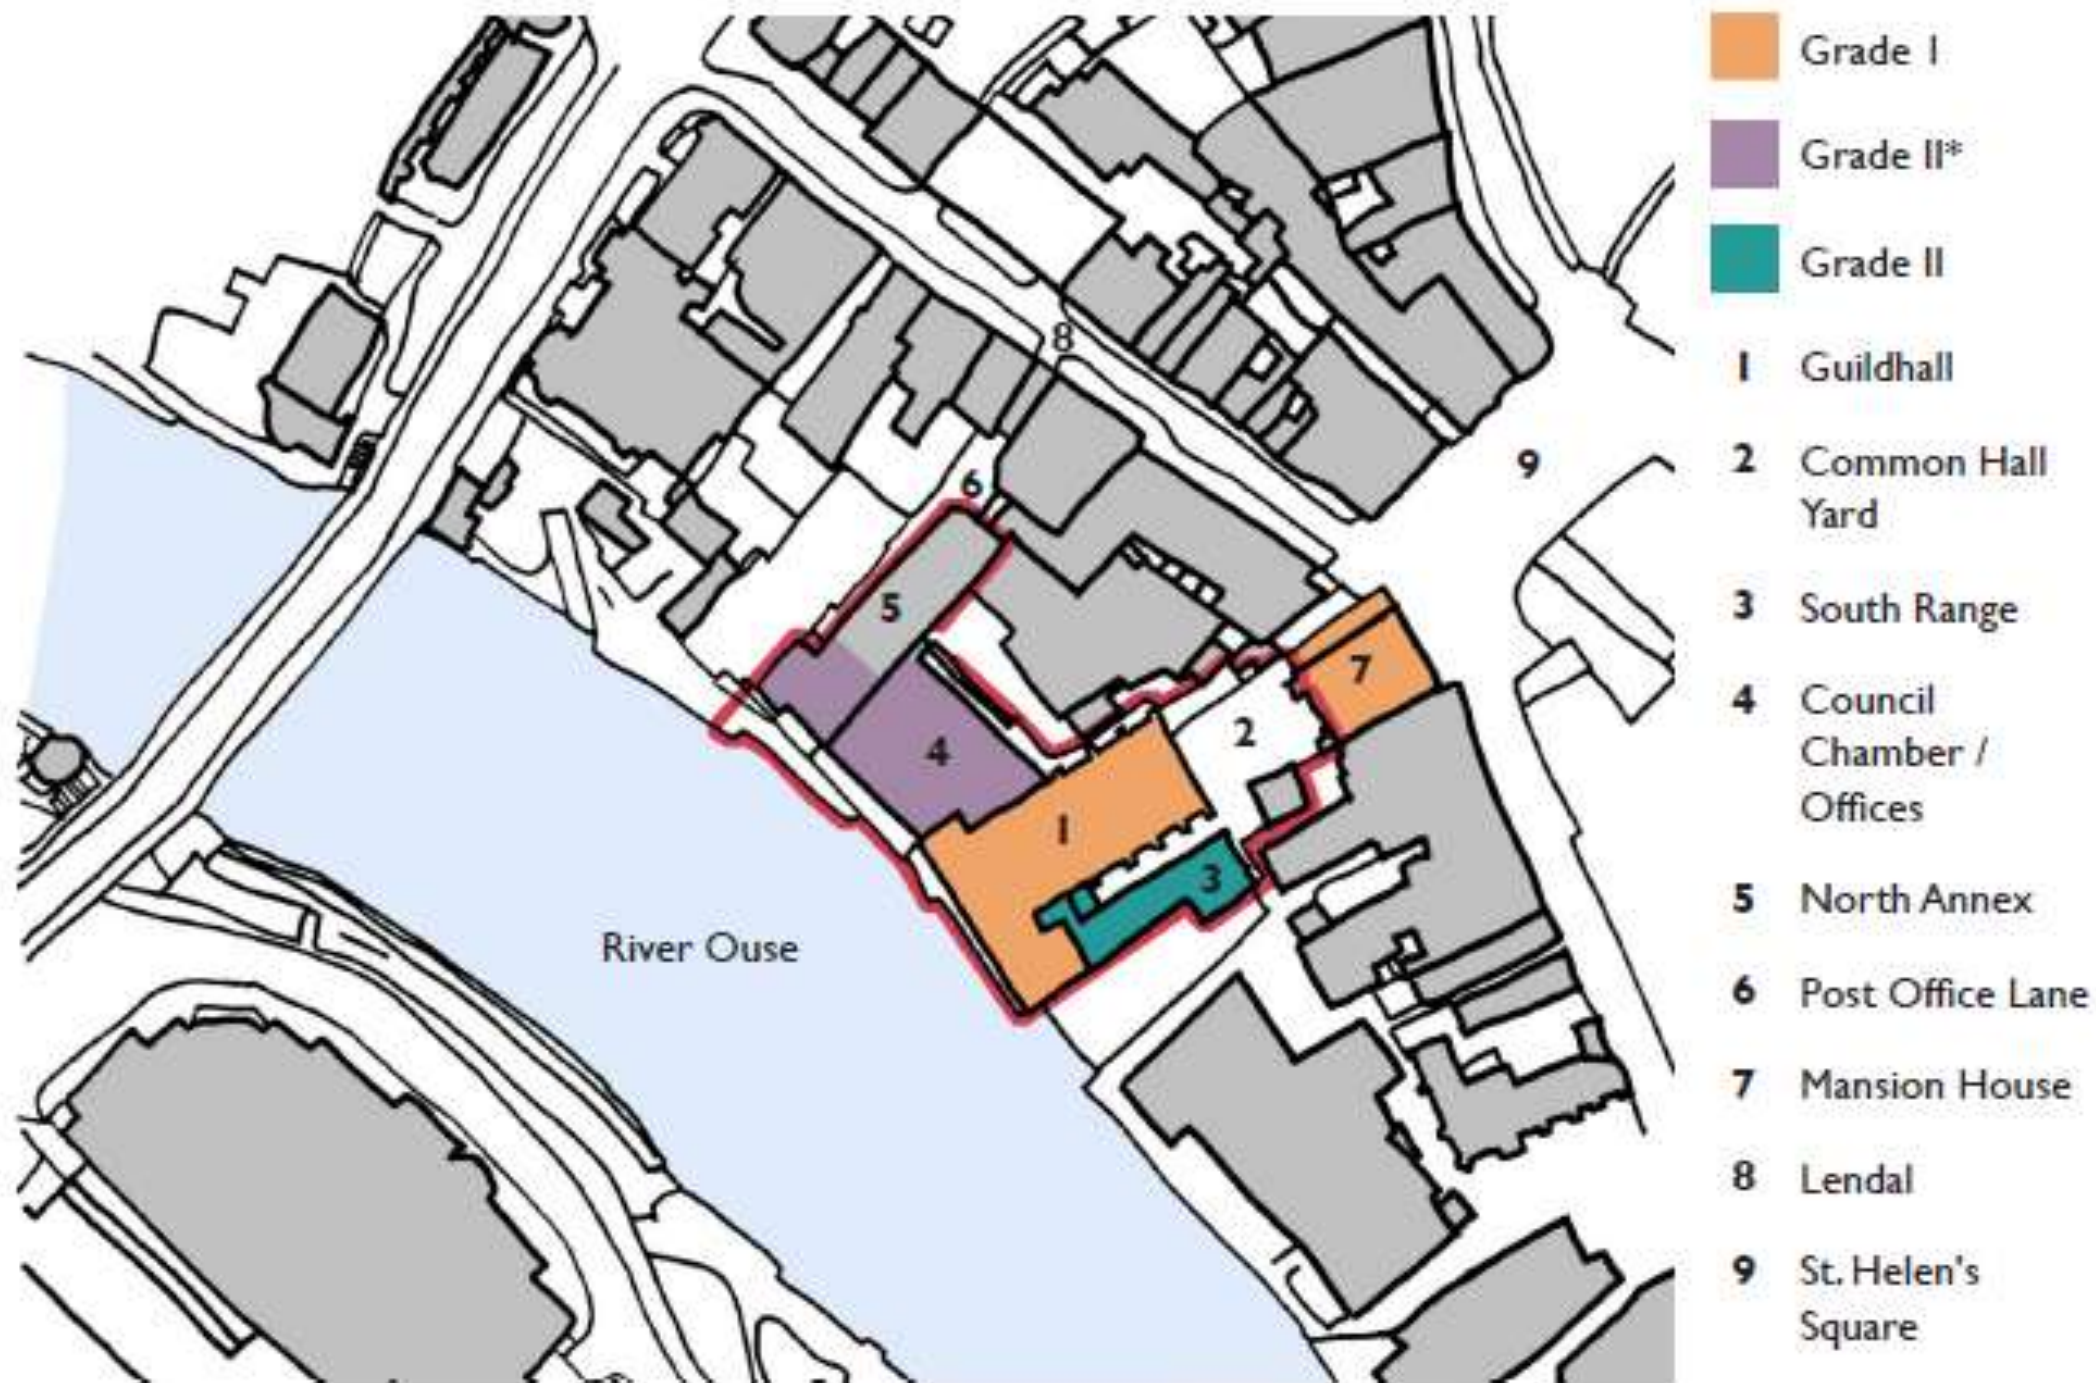 8
9
6
5
7
2
4
1
3
River Ouse
Grade I
Grade II*
Grade II
1 Guildhall
2 Common Hall
Yard
3 South Range
4 Council
Chamber /
Offices
5 North Annex
6 Post Office Lane
7 Mansion House
8 Lendal
9 St. Helen's
Square